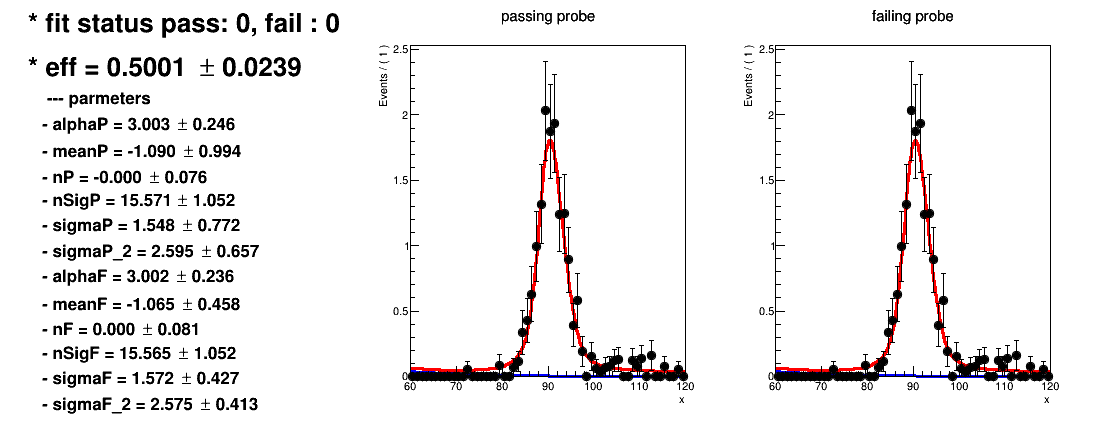 * fit status pass: 0, fail : 0
* eff = 0.5001 ± 0.0239
--- parmeters
- alphaP = 3.003 ± 0.246
- meanP = -1.090 ± 0.994
- nP = -0.000 ± 0.076
- nSigP = 15.571 ± 1.052
- sigmaP = 1.548 ± 0.772
- sigmaP_2 = 2.595 ± 0.657
- alphaF = 3.002 ± 0.236
- meanF = -1.065 ± 0.458
- nF = 0.000 ± 0.081
- nSigF = 15.565 ± 1.052
- sigmaF = 1.572 ± 0.427
- sigmaF_2 = 2.575 ± 0.413
passing probe
Events / ( 1 )
2.5
2
1.5
1
0.5
0
60 70 80 90 100 110 120
x
failing probe
Events / ( 1 )
2.5
2
1.5
1
0.5
0
60 70 80 90 100 110 120
x